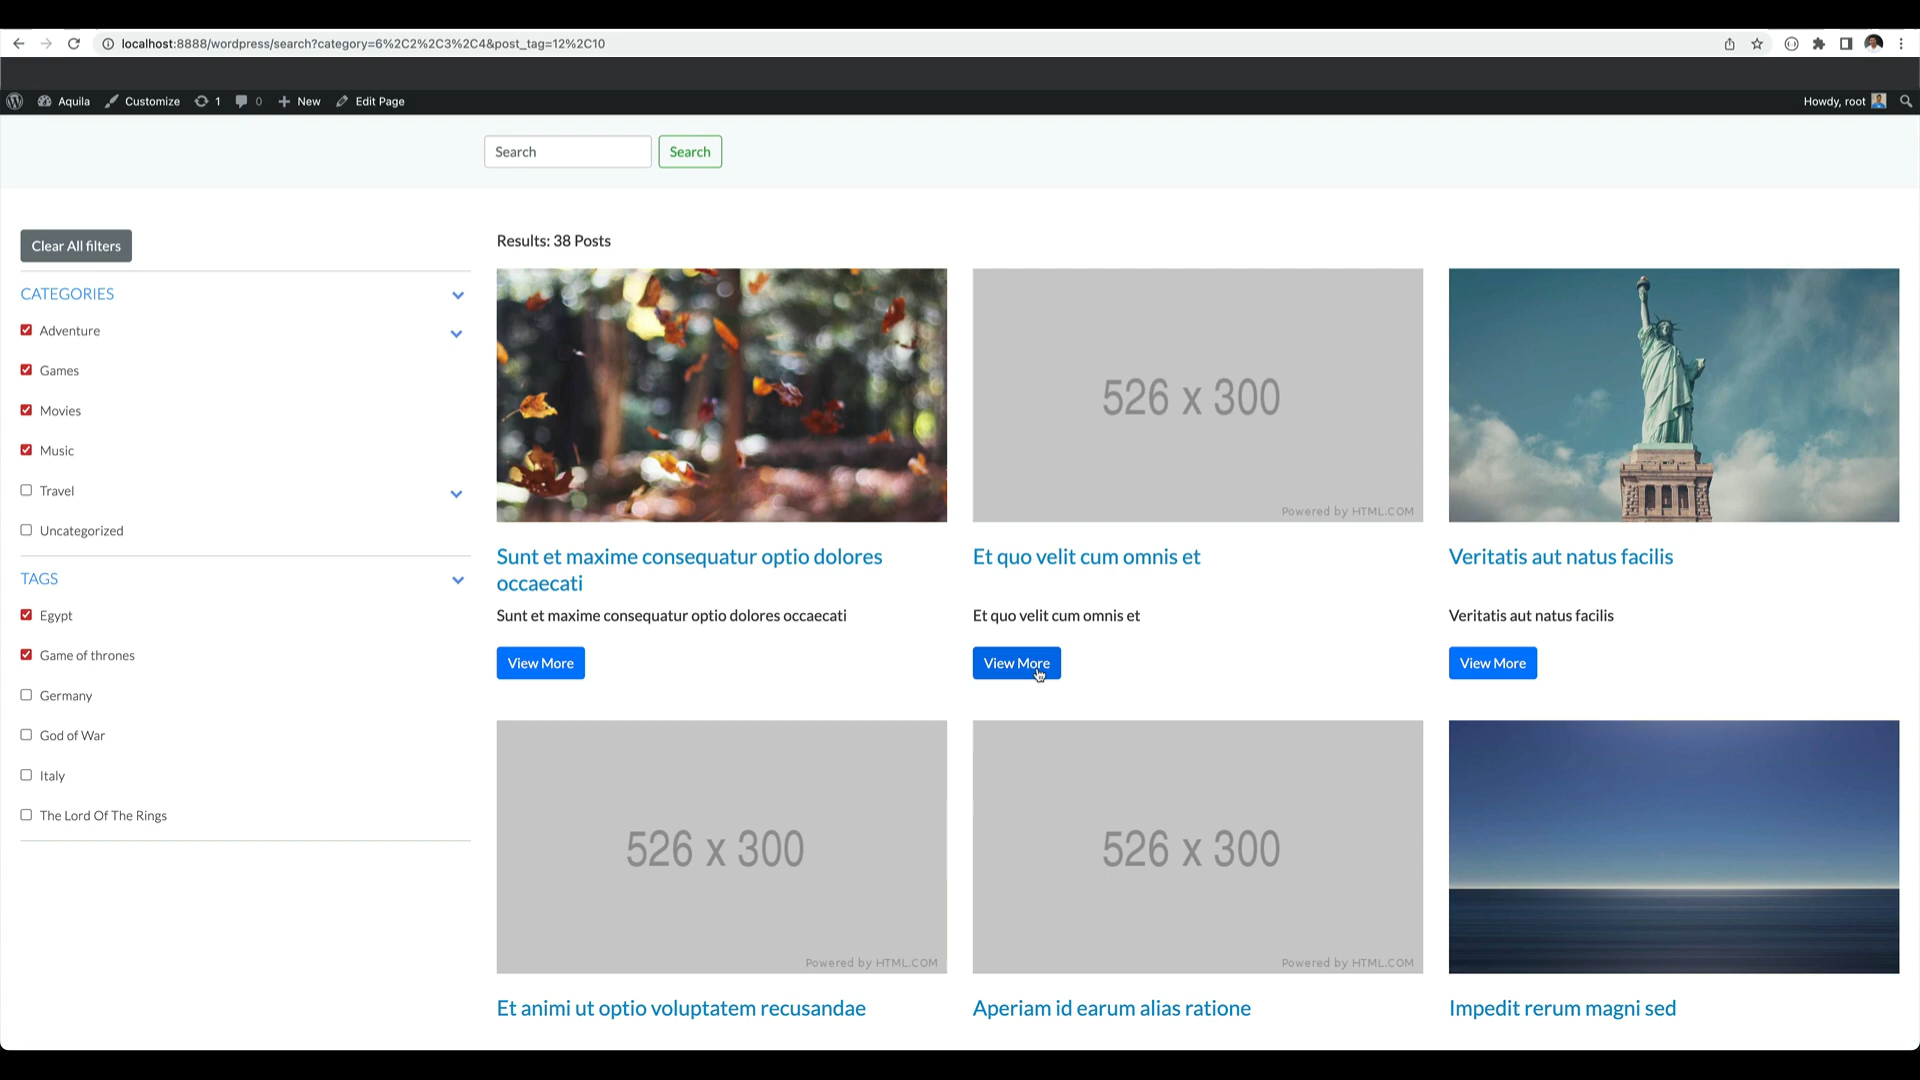 localhost:8888/wordpress/search?category=6%2C2%2C3%2C4&post_tag=12%2C10
Aquila Customize 1 0 New Edit Page Howdy, root
Search Search
Clear All filters
CATEGORIES
Adventure
Games
Movies
Music
Travel
Uncategorized
TAGS
Egypt
Game of thrones
Germany
God of War
Italy
The Lord Of The Rings
Results: 38 Posts
Sunt et maxime consequatur optio dolores
occaecati
Sunt et maxime consequatur optio dolores occaecati
View More
526 x 300
Powered by HTML.COM
Et quo velit cum omnis et
Et quo velit cum omnis et
View More
Veritatis aut natus facilis
Veritatis aut natus facilis
View More
526 x 300
Powered by HTML.COM
Et animi ut optio voluptatem recusandae
526 x 300
Powered by HTML.COM
Aperiam id earum alias ratione
Impedit rerum magni sed